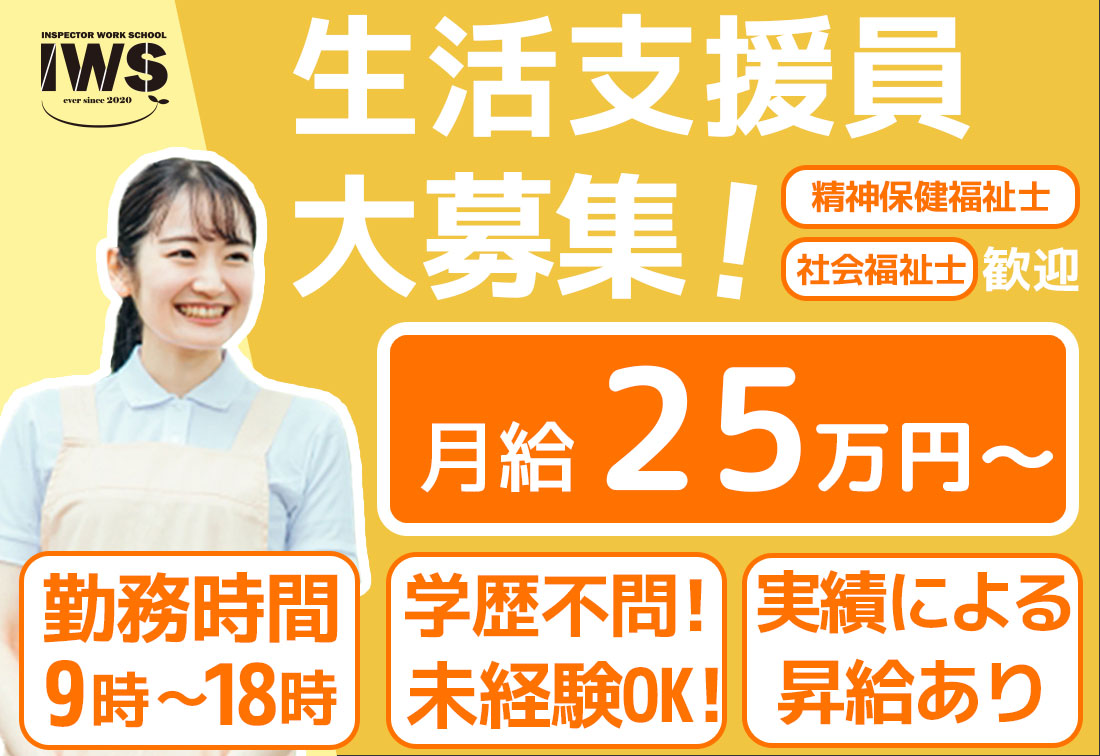 INSPECTOR WORK SCHOOL
IWS
ever since 2020
生活支援員
大募集！
精神保健福祉士
社会福祉士 歓迎
月給 25万円～
勤務時間
9時～18時
学歴不問！
未経験OK！
実績による
昇給あり